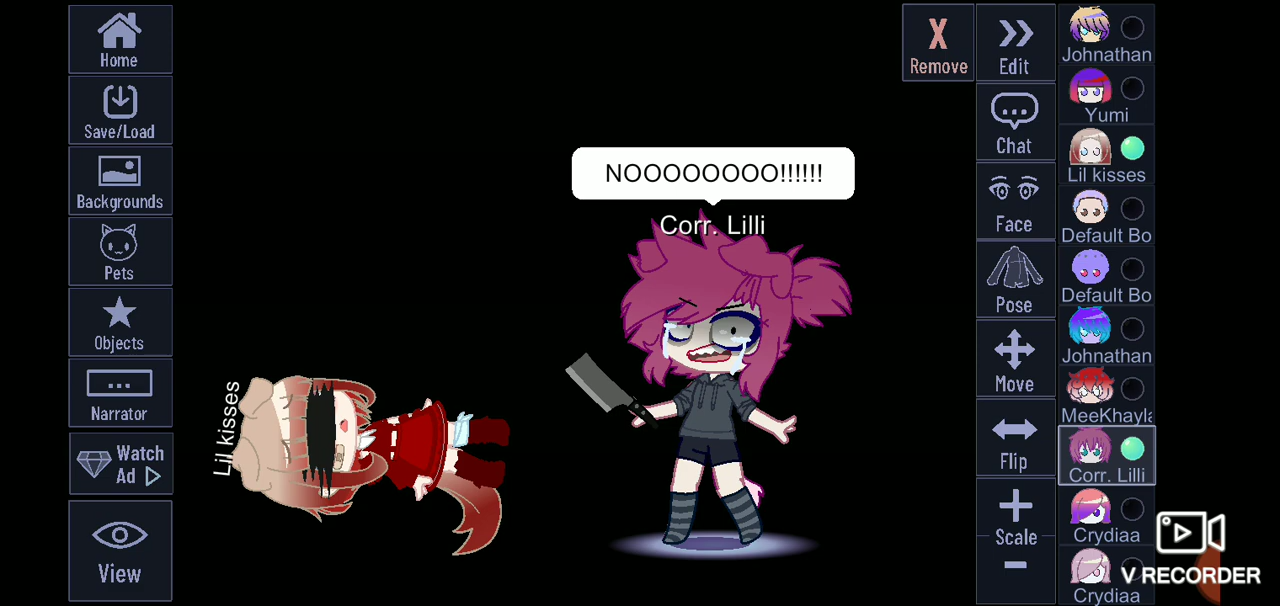 Home
Save/Load
Backgrounds
Pets
Objects
Narrator
Watch
Ad
View
Lil kisses
NOOOOOOOO!!!!!!
Corr. Lilli
X
Remove
Edit
Chat
Face
Pose
Move
Flip
Scale
Johnathan
Yumi
Lil kisses
Default Bo
Default Bo
Johnathan
MeeKhayla
Corr. Lilli
Crydiaa
Crydiaa
V RECORDER